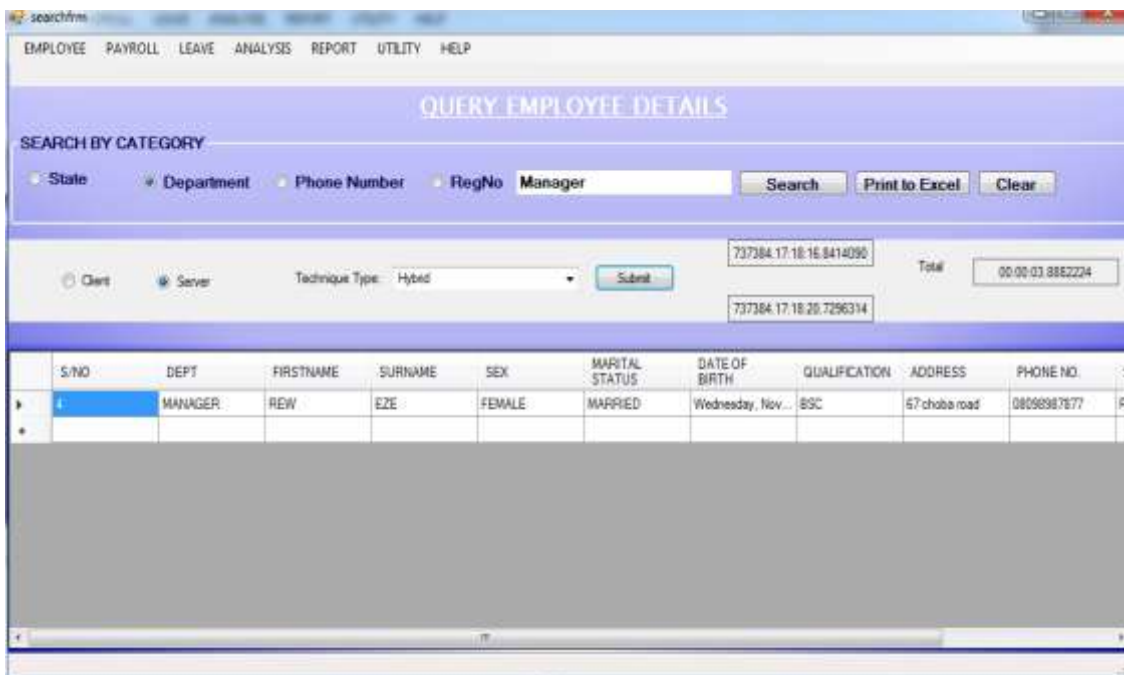 searchfrm
EMPLOYEE PAYROLL LEAVE ANALYSIS REPORT UTILITY HELP
QUERY EMPLOYEE DETAILS
SEARCH BY CATEGORY
State Department Phone Number RegNo Manager Search Print to Excel Clear
737384.17:18:16.8414090
Client Server Technique Type: Hybrid Submit Total 00:00:03.8882224
737384.17:18:20.7296314
S/NO DEPT FIRSTNAME SURNAME SEX MARITAL STATUS DATE OF BIRTH QUALIFICATION ADDRESS PHONE NO.
4 MANAGER REW EZE FEMALE MARRIED Wednesday, Nov... BSC 67 choba road 08098987877